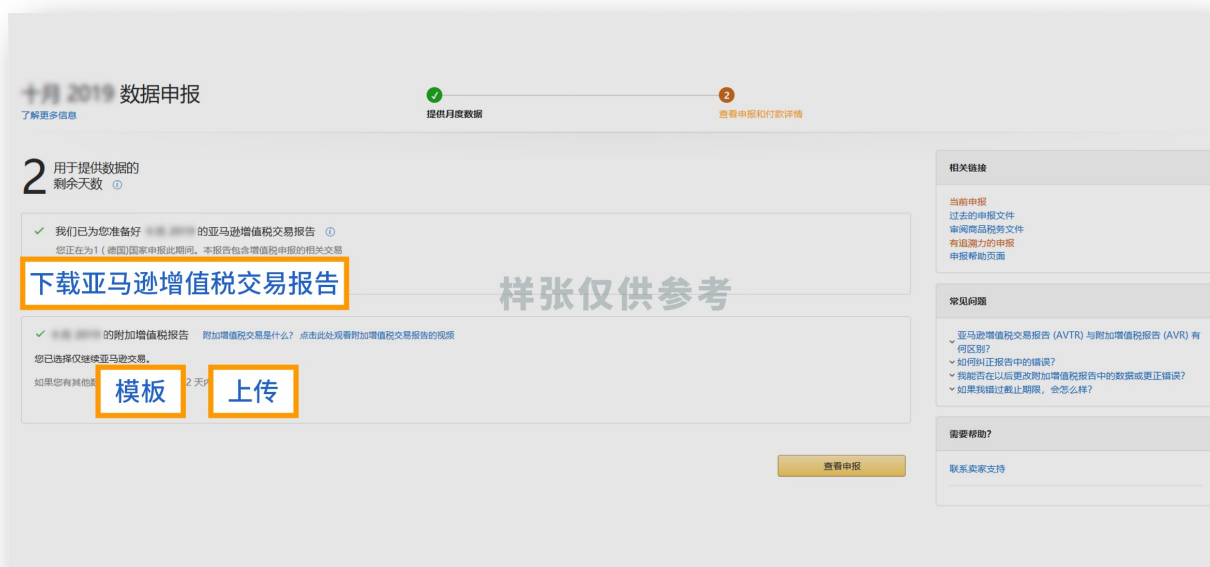 数据申报
了解更多信息
提供月度数据
2
查看申报和付款详情
2
用于提供数据的
剩余天数
我们已为您准备好 的亚马逊增值税交易报告
您正在为1 ( 德国)国家申报此期间。本报告包含增值税申报的相关交易
下载亚马逊增值税交易报告
样张仅供参考
的附加增值税报告 附加增值税交易是什么? 点击此处观看附加增值税交易报告的视频
您已选择仅继续亚马逊交易。
如果您有其他 2 天
模板
上传
查看申报
相关链接
当前申报
过去的申报文件
审阅商品税务文件
有追溯力的申报
申报帮助页面
常见问题
亚马逊增值税交易报告 (AVTR) 与附加增值税报告 (AVR) 有
何区别?
如何纠正报告中的错误?
我能否在以后更改附加增值税报告中的数据或更正错误?
如果我错过截止期限，会怎么样?
需要帮助?
联系卖家支持